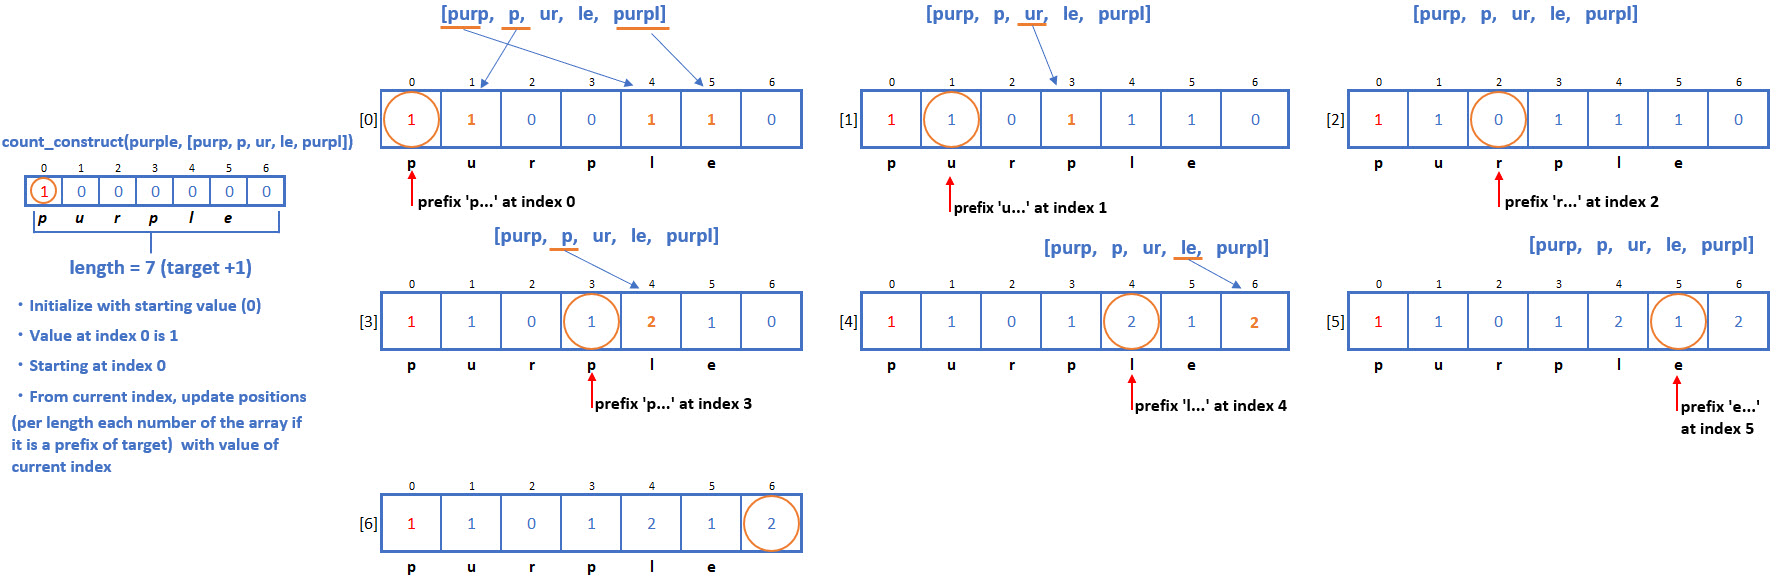 count_construct(purple, [purp, p, ur, le, purpl])
0 1 2 3 4 5 6
1 0 0 0 0 0 0
p u r p l e
length = 7 (target +1)
・Initialize with starting value (0)
・Value at index 0 is 1
・Starting at index 0
・From current index, update positions
(per length each number of the array if
it is a prefix of target) with value of
current index
[purp, p, ur, le, purpl]
0 1 2 3 4 5 6
[0] 1 1 0 0 1 1 0
p u r p l e
prefix 'p...' at index 0
[purp, p, ur, le, purpl]
0 1 2 3 4 5 6
[1] 1 1 0 1 1 1 0
p u r p l e
prefix 'u...' at index 1
[purp, p, ur, le, purpl]
0 1 2 3 4 5 6
[2] 1 1 0 1 1 1 0
p u r p l e
prefix 'r...' at index 2
[purp, p, ur, le, purpl]
0 1 2 3 4 5 6
[3] 1 1 0 1 2 1 0
p u r p l e
prefix 'p...' at index 3
[purp, p, ur, le, purpl]
0 1 2 3 4 5 6
[4] 1 1 0 1 2 1 2
p u r p l e
prefix 'l...' at index 4
[purp, p, ur, le, purpl]
0 1 2 3 4 5 6
[5] 1 1 0 1 2 1 2
p u r p l e
prefix 'e...'
at index 5
0 1 2 3 4 5 6
[6] 1 1 0 1 2 1 2
p u r p l e